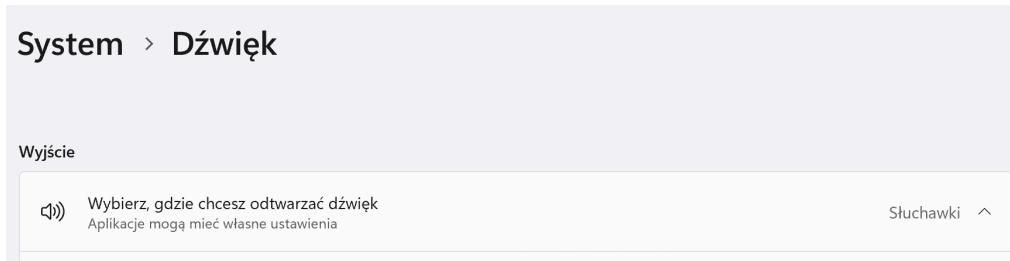 System > Dźwięk
Wyjście
Wybierz, gdzie chcesz odtwarzać dźwięk
Aplikacje mogą mieć własne ustawienia
Słuchawki